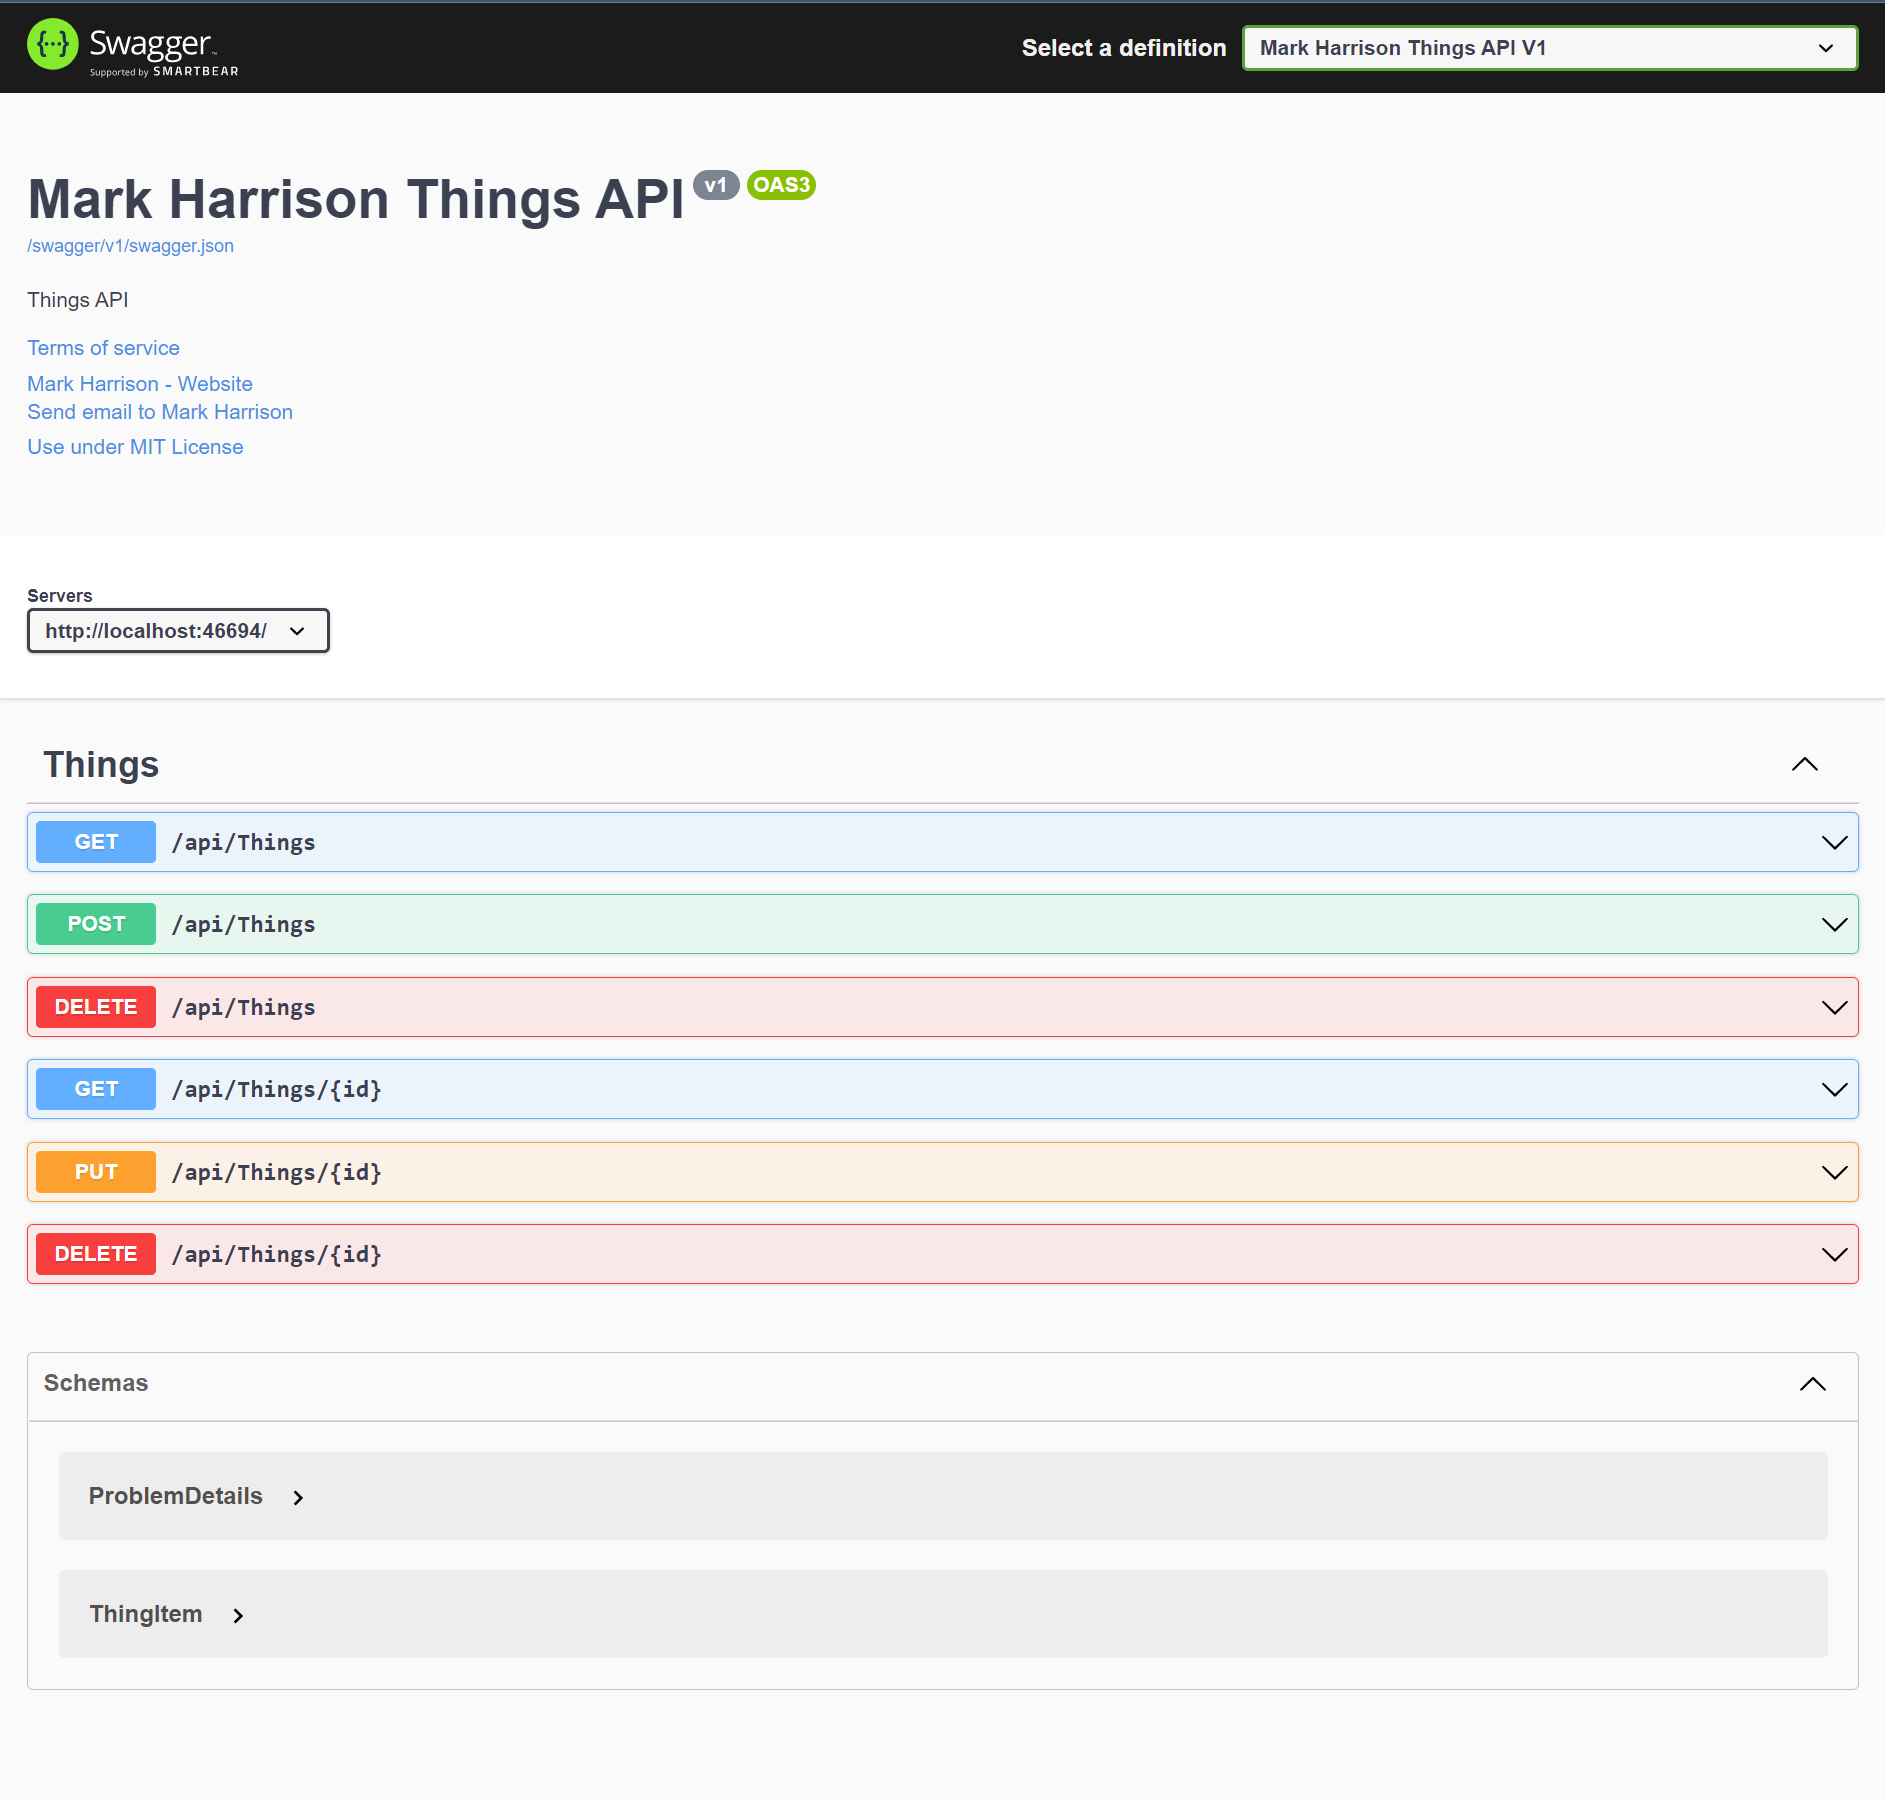 {···} Swagger™
Supported by SMARTBEAR
Select a definition
Mark Harrison Things API V1
Mark Harrison Things API v1 OAS3
/swagger/v1/swagger.json
Things API
Terms of service
Mark Harrison - Website
Send email to Mark Harrison
Use under MIT License
Servers
http://localhost:46694/
Things
GET /api/Things
POST /api/Things
DELETE /api/Things
GET /api/Things/{id}
PUT /api/Things/{id}
DELETE /api/Things/{id}
Schemas
ProblemDetails
ThingItem